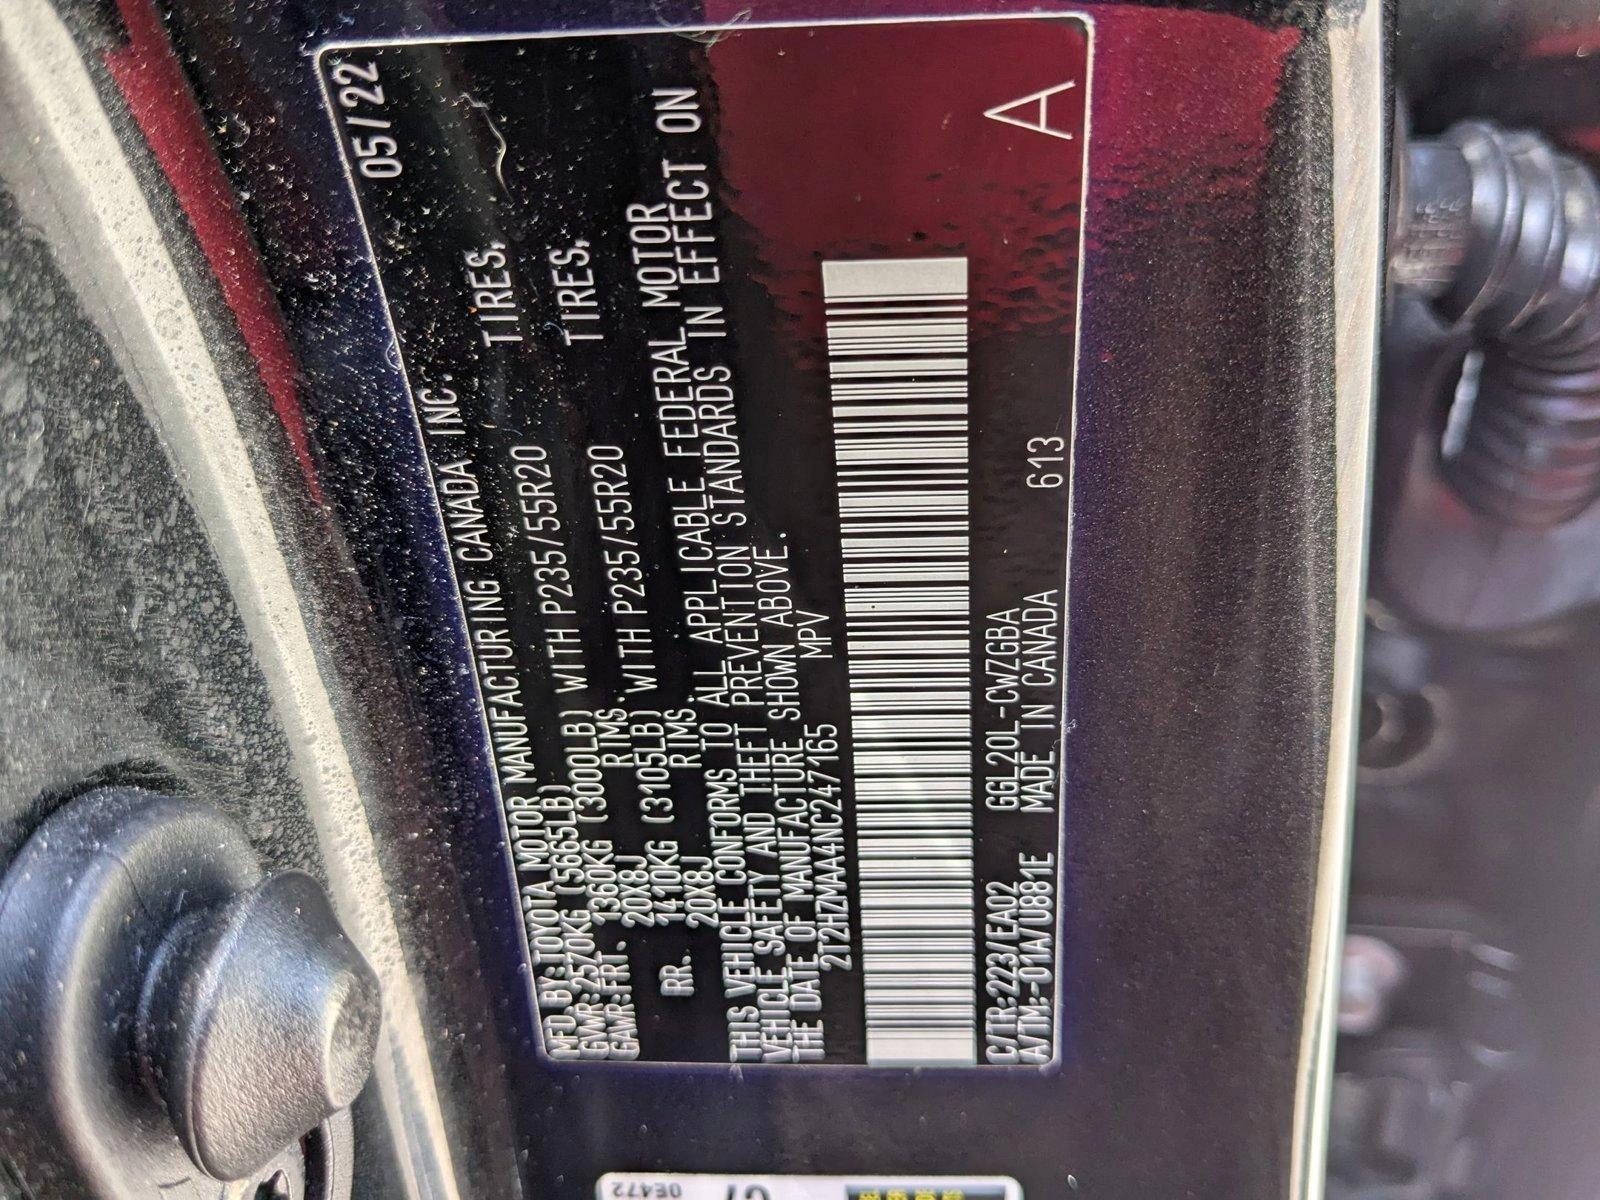 MFD.BY:TOYOTA MOTOR MANUFACTURING CANADA INC. 05/22
GVWR:2570KG (5665LB)
GAWR:FRT. 1360KG (3000LB) WITH P235/55R20 TIRES,
20X8J RIMS.
RR. 1410KG (3105LB) WITH P235/55R20 TIRES,
20X8J RIMS.
THIS VEHICLE CONFORMS TO ALL APPLICABLE FEDERAL MOTOR
VEHICLE SAFETY AND THEFT PREVENTION STANDARDS IN EFFECT ON
THE DATE OF MANUFACTURE SHOWN ABOVE.
2T2HZMAA4NC247165 MPV
C/TR:223/EA02 GGL20L-CWZGBA A
A/TM:-01A/U881E MADE IN CANADA 613
0E472